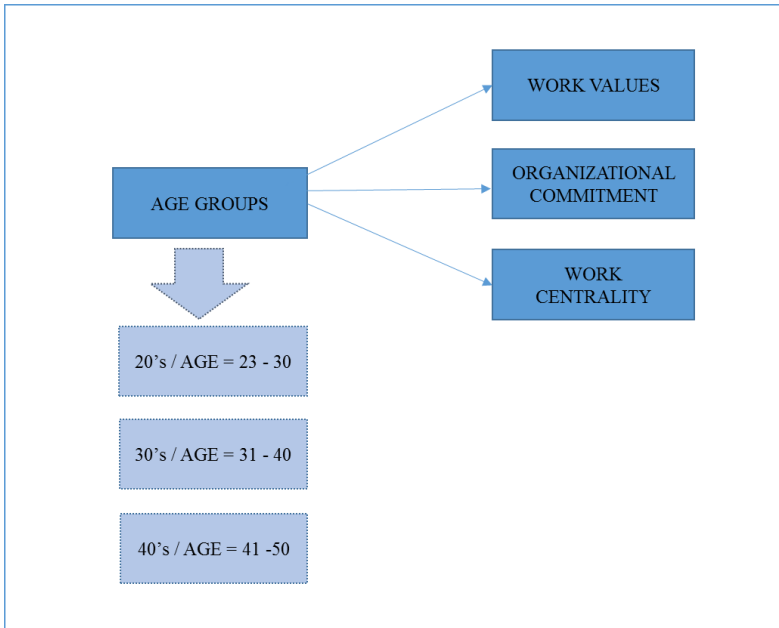 WORK VALUES
ORGANIZATIONAL
COMMITMENT
AGE GROUPS
WORK
CENTRALITY
20’s / AGE = 23 - 30
30’s / AGE = 31 - 40
40’s / AGE = 41 -50